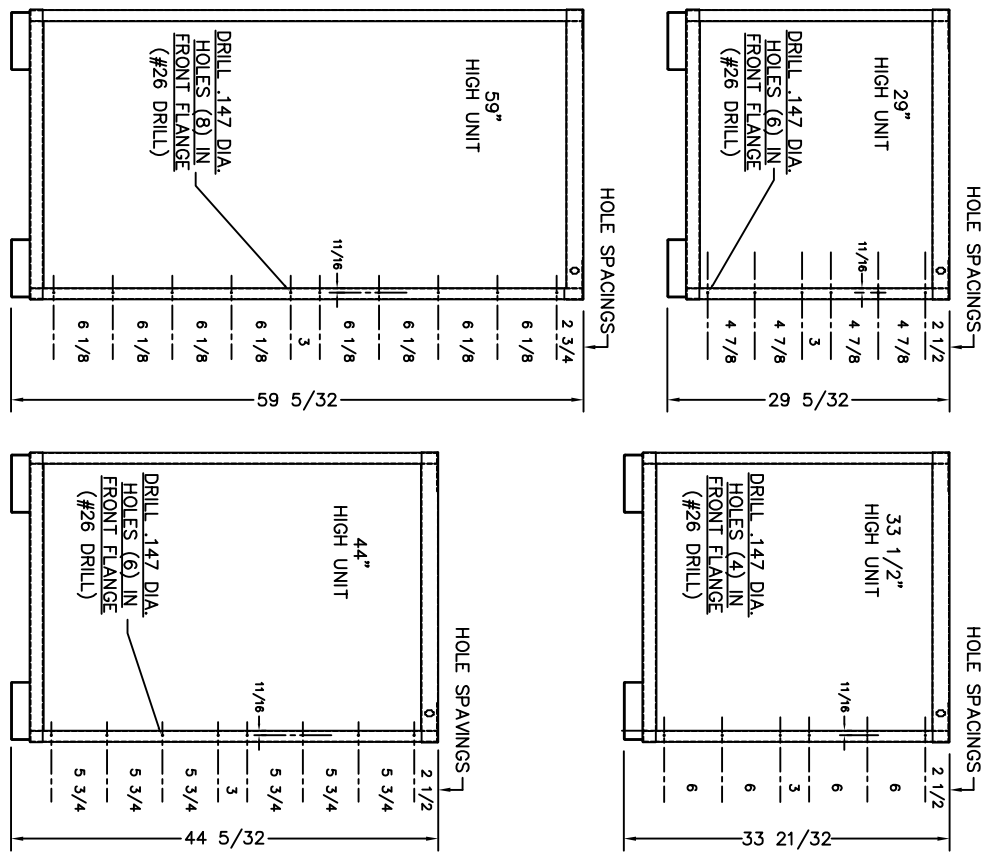 59"
HIGH UNIT
DRILL .147 DIA.
HOLES (8) IN
FRONT FLANGE
(#26 DRILL)
HOLE SPACINGS
11/16
2 3/4
6 1/8
6 1/8
6 1/8
6 1/8
3
6 1/8
6 1/8
6 1/8
6 1/8
59 5/32
29"
HIGH UNIT
DRILL .147 DIA.
HOLES (6) IN
FRONT FLANGE
(#26 DRILL)
HOLE SPACINGS
11/16
2 1/2
4 7/8
4 7/8
3
4 7/8
4 7/8
29 5/32
44"
HIGH UNIT
DRILL .147 DIA.
HOLES (6) IN
FRONT FLANGE
(#26 DRILL)
HOLE SPAVINGS
11/16
2 1/2
5 3/4
5 3/4
5 3/4
3
5 3/4
5 3/4
5 3/4
44 5/32
33 1/2"
HIGH UNIT
DRILL .147 DIA.
HOLES (4) IN
FRONT FLANGE
(#26 DRILL)
HOLE SPACINGS
11/16
2 1/2
6
6
3
6
6
33 21/32